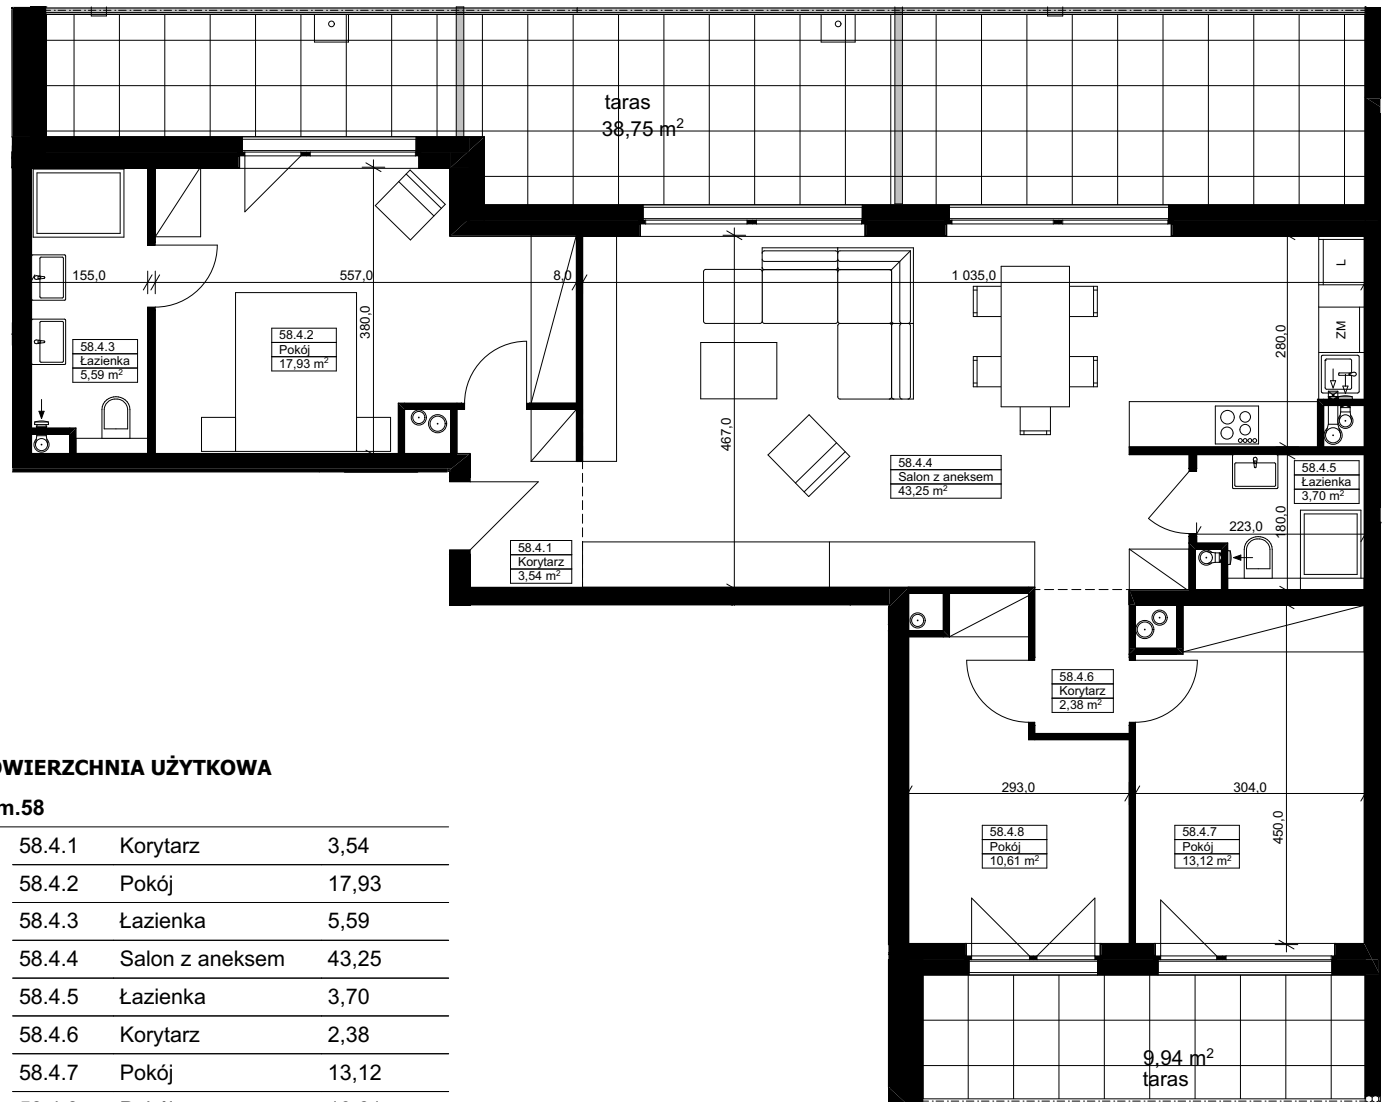 taras
38,75 m²
155,0
557,0
8,0
1 035,0
380,0
467,0
280,0
L
ZM
58.4.3
Łazienka
5,59 m²
58.4.2
Pokój
17,93 m²
58.4.4
Salon z aneksem
43,25 m²
58.4.5
Łazienka
3,70 m²
223,0
180,0
58.4.1
Korytarz
3,54 m²
58.4.6
Korytarz
2,38 m²
293,0
304,0
450,0
58.4.8
Pokój
10,61 m²
58.4.7
Pokój
13,12 m²
9,94 m²
taras
OWIERZCHNIA UŻYTKOWA
m.58
58.4.1 Korytarz 3,54
58.4.2 Pokój 17,93
58.4.3 Łazienka 5,59
58.4.4 Salon z aneksem 43,25
58.4.5 Łazienka 3,70
58.4.6 Korytarz 2,38
58.4.7 Pokój 13,12